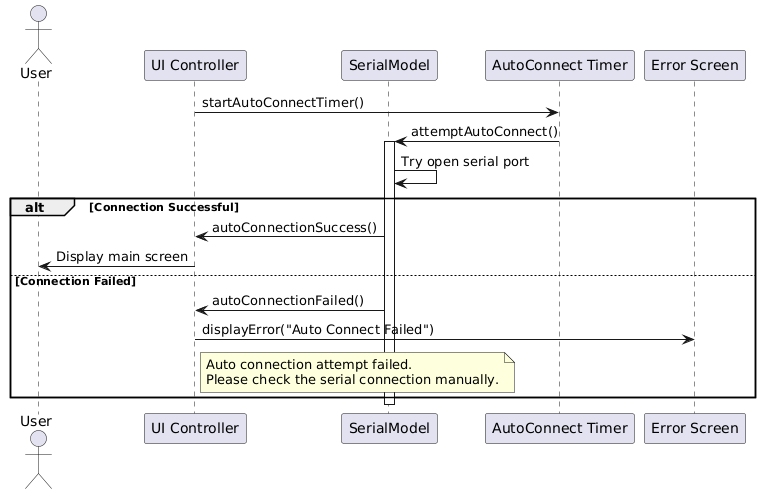 User
UI Controller
SerialModel
AutoConnect Timer
Error Screen
startAutoConnectTimer()
attemptAutoConnect()
Try open serial port
alt
[Connection Successful]
autoConnectionSuccess()
Display main screen
[Connection Failed]
autoConnectionFailed()
displayError("Auto Connect Failed")
Auto connection attempt failed.
Please check the serial connection manually.
User
UI Controller
SerialModel
AutoConnect Timer
Error Screen